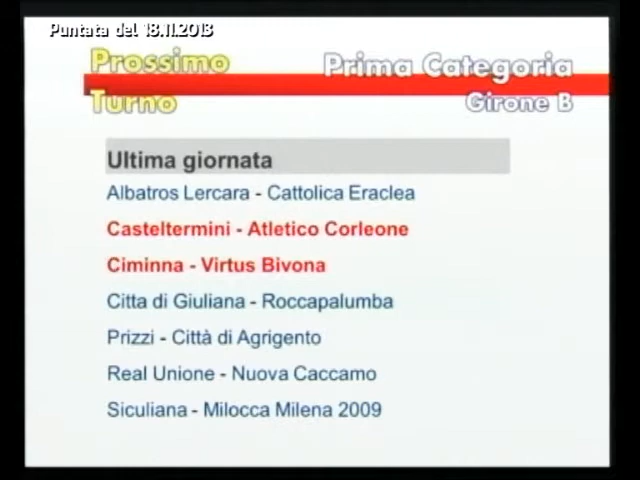 Puntata del 18.11.2013
Prossimo Turno
Prima Categoria
Girone B
Ultima giornata
Albatros Lercara - Cattolica Eraclea
Casteltermini - Atletico Corleone
Ciminna - Virtus Bivona
Citta di Giuliana - Roccapalumba
Prizzi - Città di Agrigento
Real Unione - Nuova Caccamo
Siculiana - Milocca Milena 2009